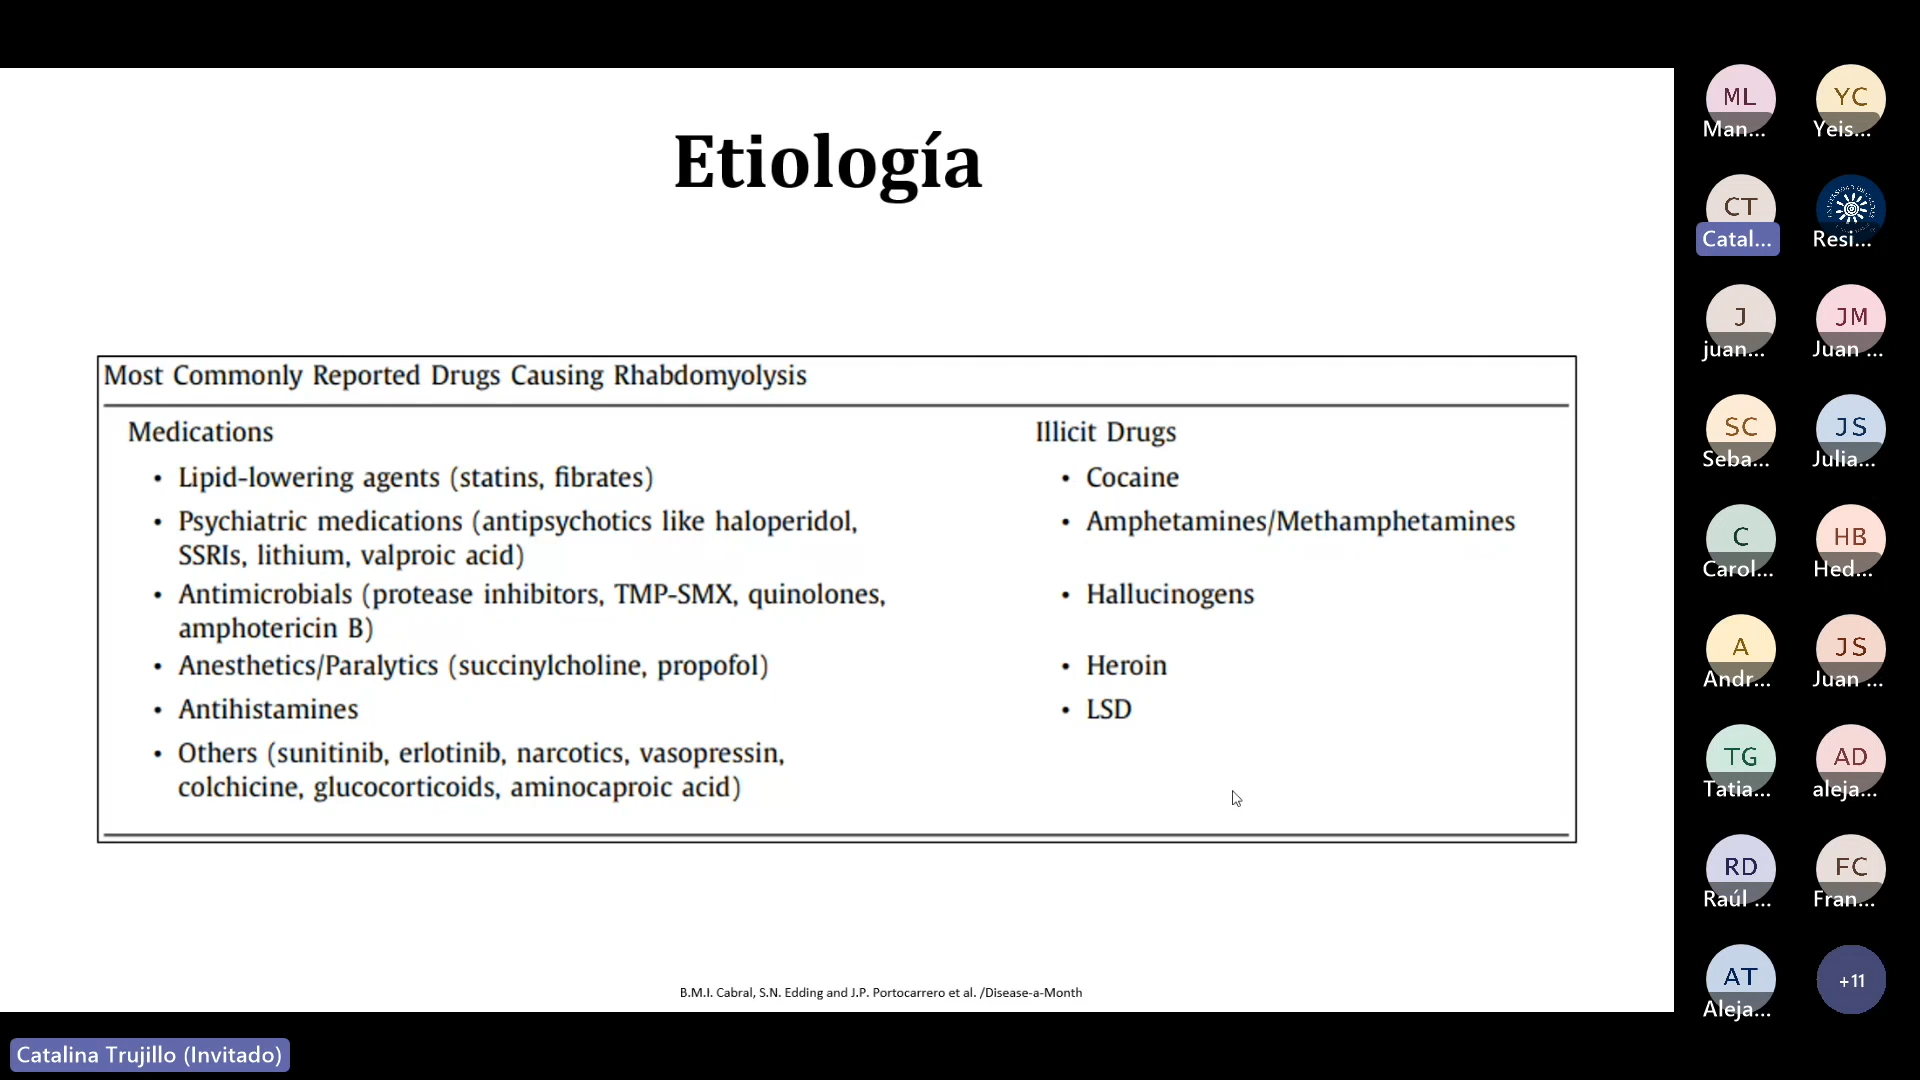 Etiología
Most Commonly Reported Drugs Causing Rhabdomyolysis
Medications
• Lipid-lowering agents (statins, fibrates)
• Psychiatric medications (antipsychotics like haloperidol,
SSRIs, lithium, valproic acid)
• Antimicrobials (protease inhibitors, TMP-SMX, quinolones,
amphotericin B)
• Anesthetics/Paralytics (succinylcholine, propofol)
• Antihistamines
• Others (sunitinib, erlotinib, narcotics, vasopressin,
colchicine, glucocorticoids, aminocaproic acid)
Illicit Drugs
• Cocaine
• Amphetamines/Methamphetamines
• Hallucinogens
• Heroin
• LSD
B.M.I. Cabral, S.N. Edding and J.P. Portocarrero et al. /Disease-a-Month
Catalina Trujillo (Invitado)
ML
Man...
YC
Yeis...
CT
Catal...
Resi...
J
juan...
JM
Juan ...
SC
Seba...
JS
Julia...
C
Carol...
HB
Hed...
A
Andr...
JS
Juan ...
TG
Tatia...
AD
aleja...
RD
Raúl ...
FC
Fran...
AT
Aleja...
+11